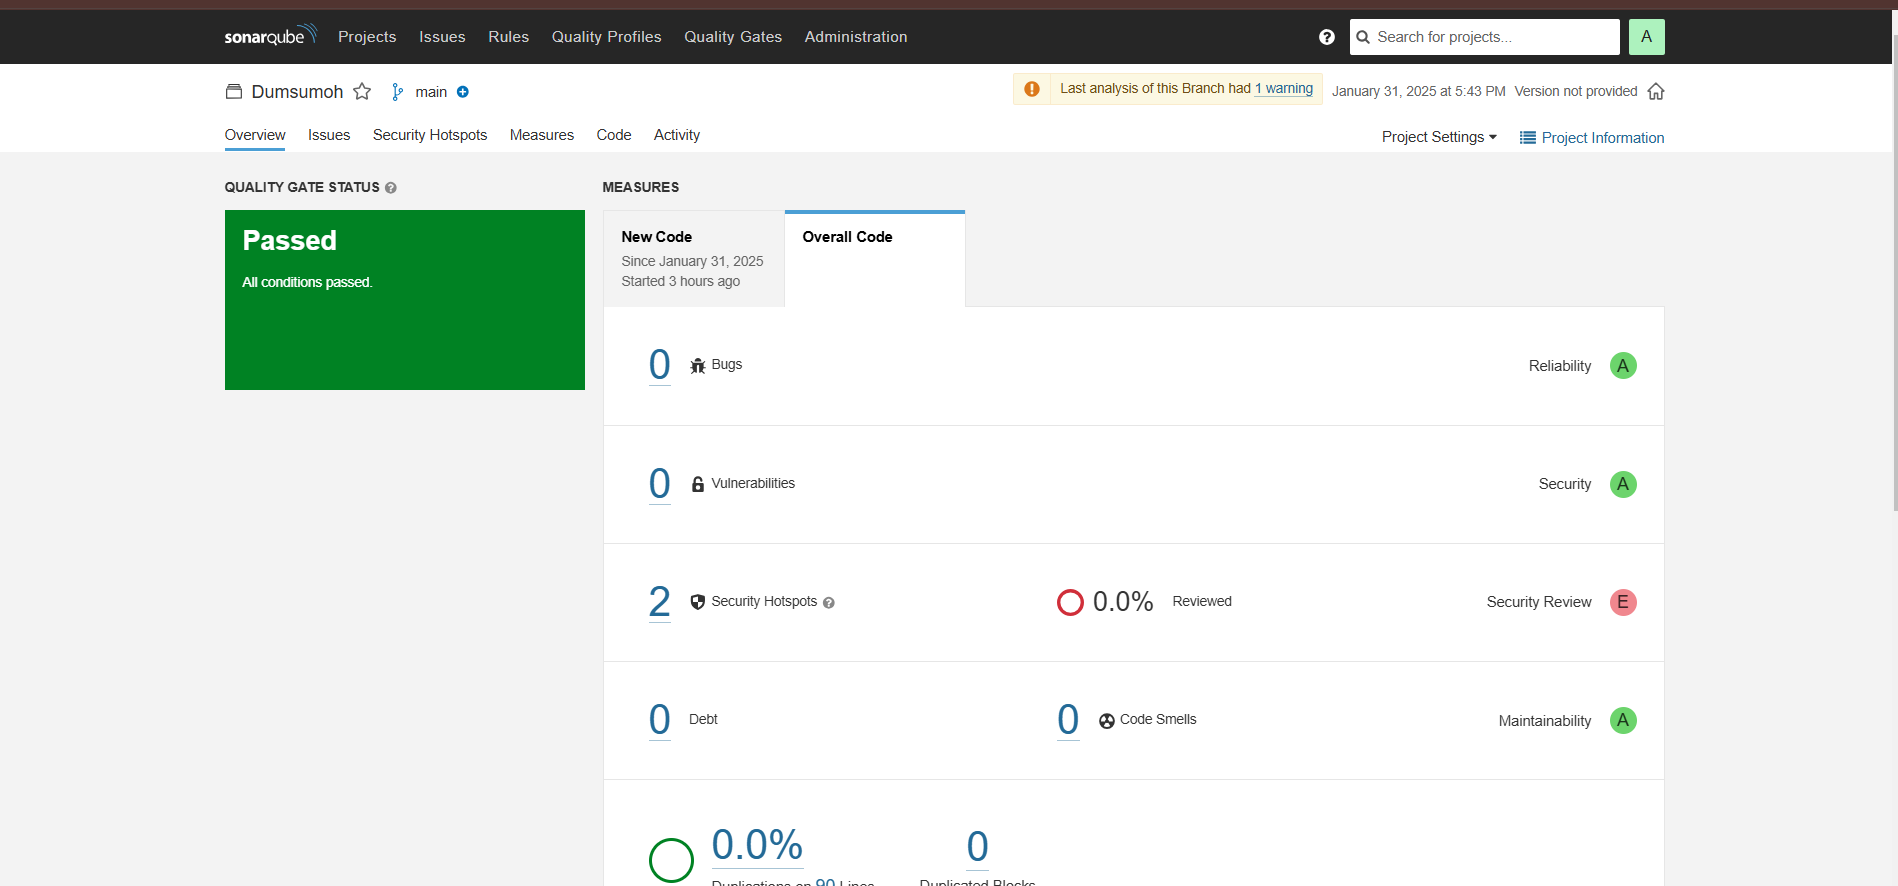 sonarqube Projects Issues Rules Quality Profiles Quality Gates Administration ? Search for projects... A
Dumsumoh main Last analysis of this Branch had 1 warning January 31, 2025 at 5:43 PM Version not provided
Overview Issues Security Hotspots Measures Code Activity Project Settings Project Information
QUALITY GATE STATUS ? MEASURES
Passed
All conditions passed.
New Code
Since January 31, 2025
Started 3 hours ago
Overall Code
0 Bugs Reliability A
0 Vulnerabilities Security A
2 Security Hotspots ? 0.0% Reviewed Security Review E
0 Debt 0 Code Smells Maintainability A
0.0% 0
Duplications on 90 Lines Duplicated Blocks